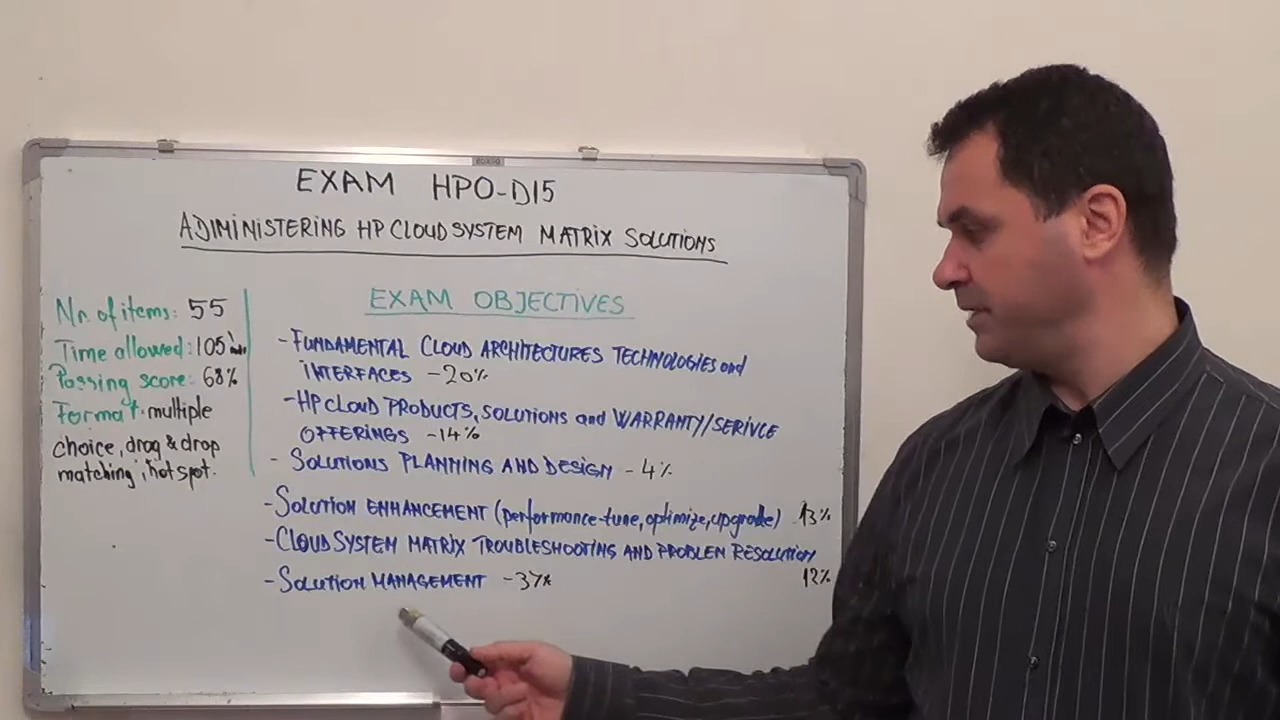 EXAM HPO-D15
ADIMINISTERING HP CLOUD SYSTEM MATRIX SOLUTIONS
Nr. of items: 55
Time allowed: 105 min.
Passing score: 68%
Format: multiple
choice, drag & drop
matching, hot spot.
EXAM OBJECTIVES
- FUNDAMENTAL CLOUD ARCHITECTURES TECHNOLOGIES and
INTERFACES - 20%
- HP CLOUD PRODUCTS, SOLUTIONS and WARRANTY/SERIVCE
OFFERINGS - 14%
- SOLUTIONS PLANNING AND DESIGN - 4%
- SOLUTION ENHANCEMENT (performance-tune, optimize, upgrade) 13%
- CLOUD SYSTEM MATRIX TROUBLESHOOTING AND PROBLEM RESOLUTION
12%
- SOLUTION MANAGEMENT - 37%